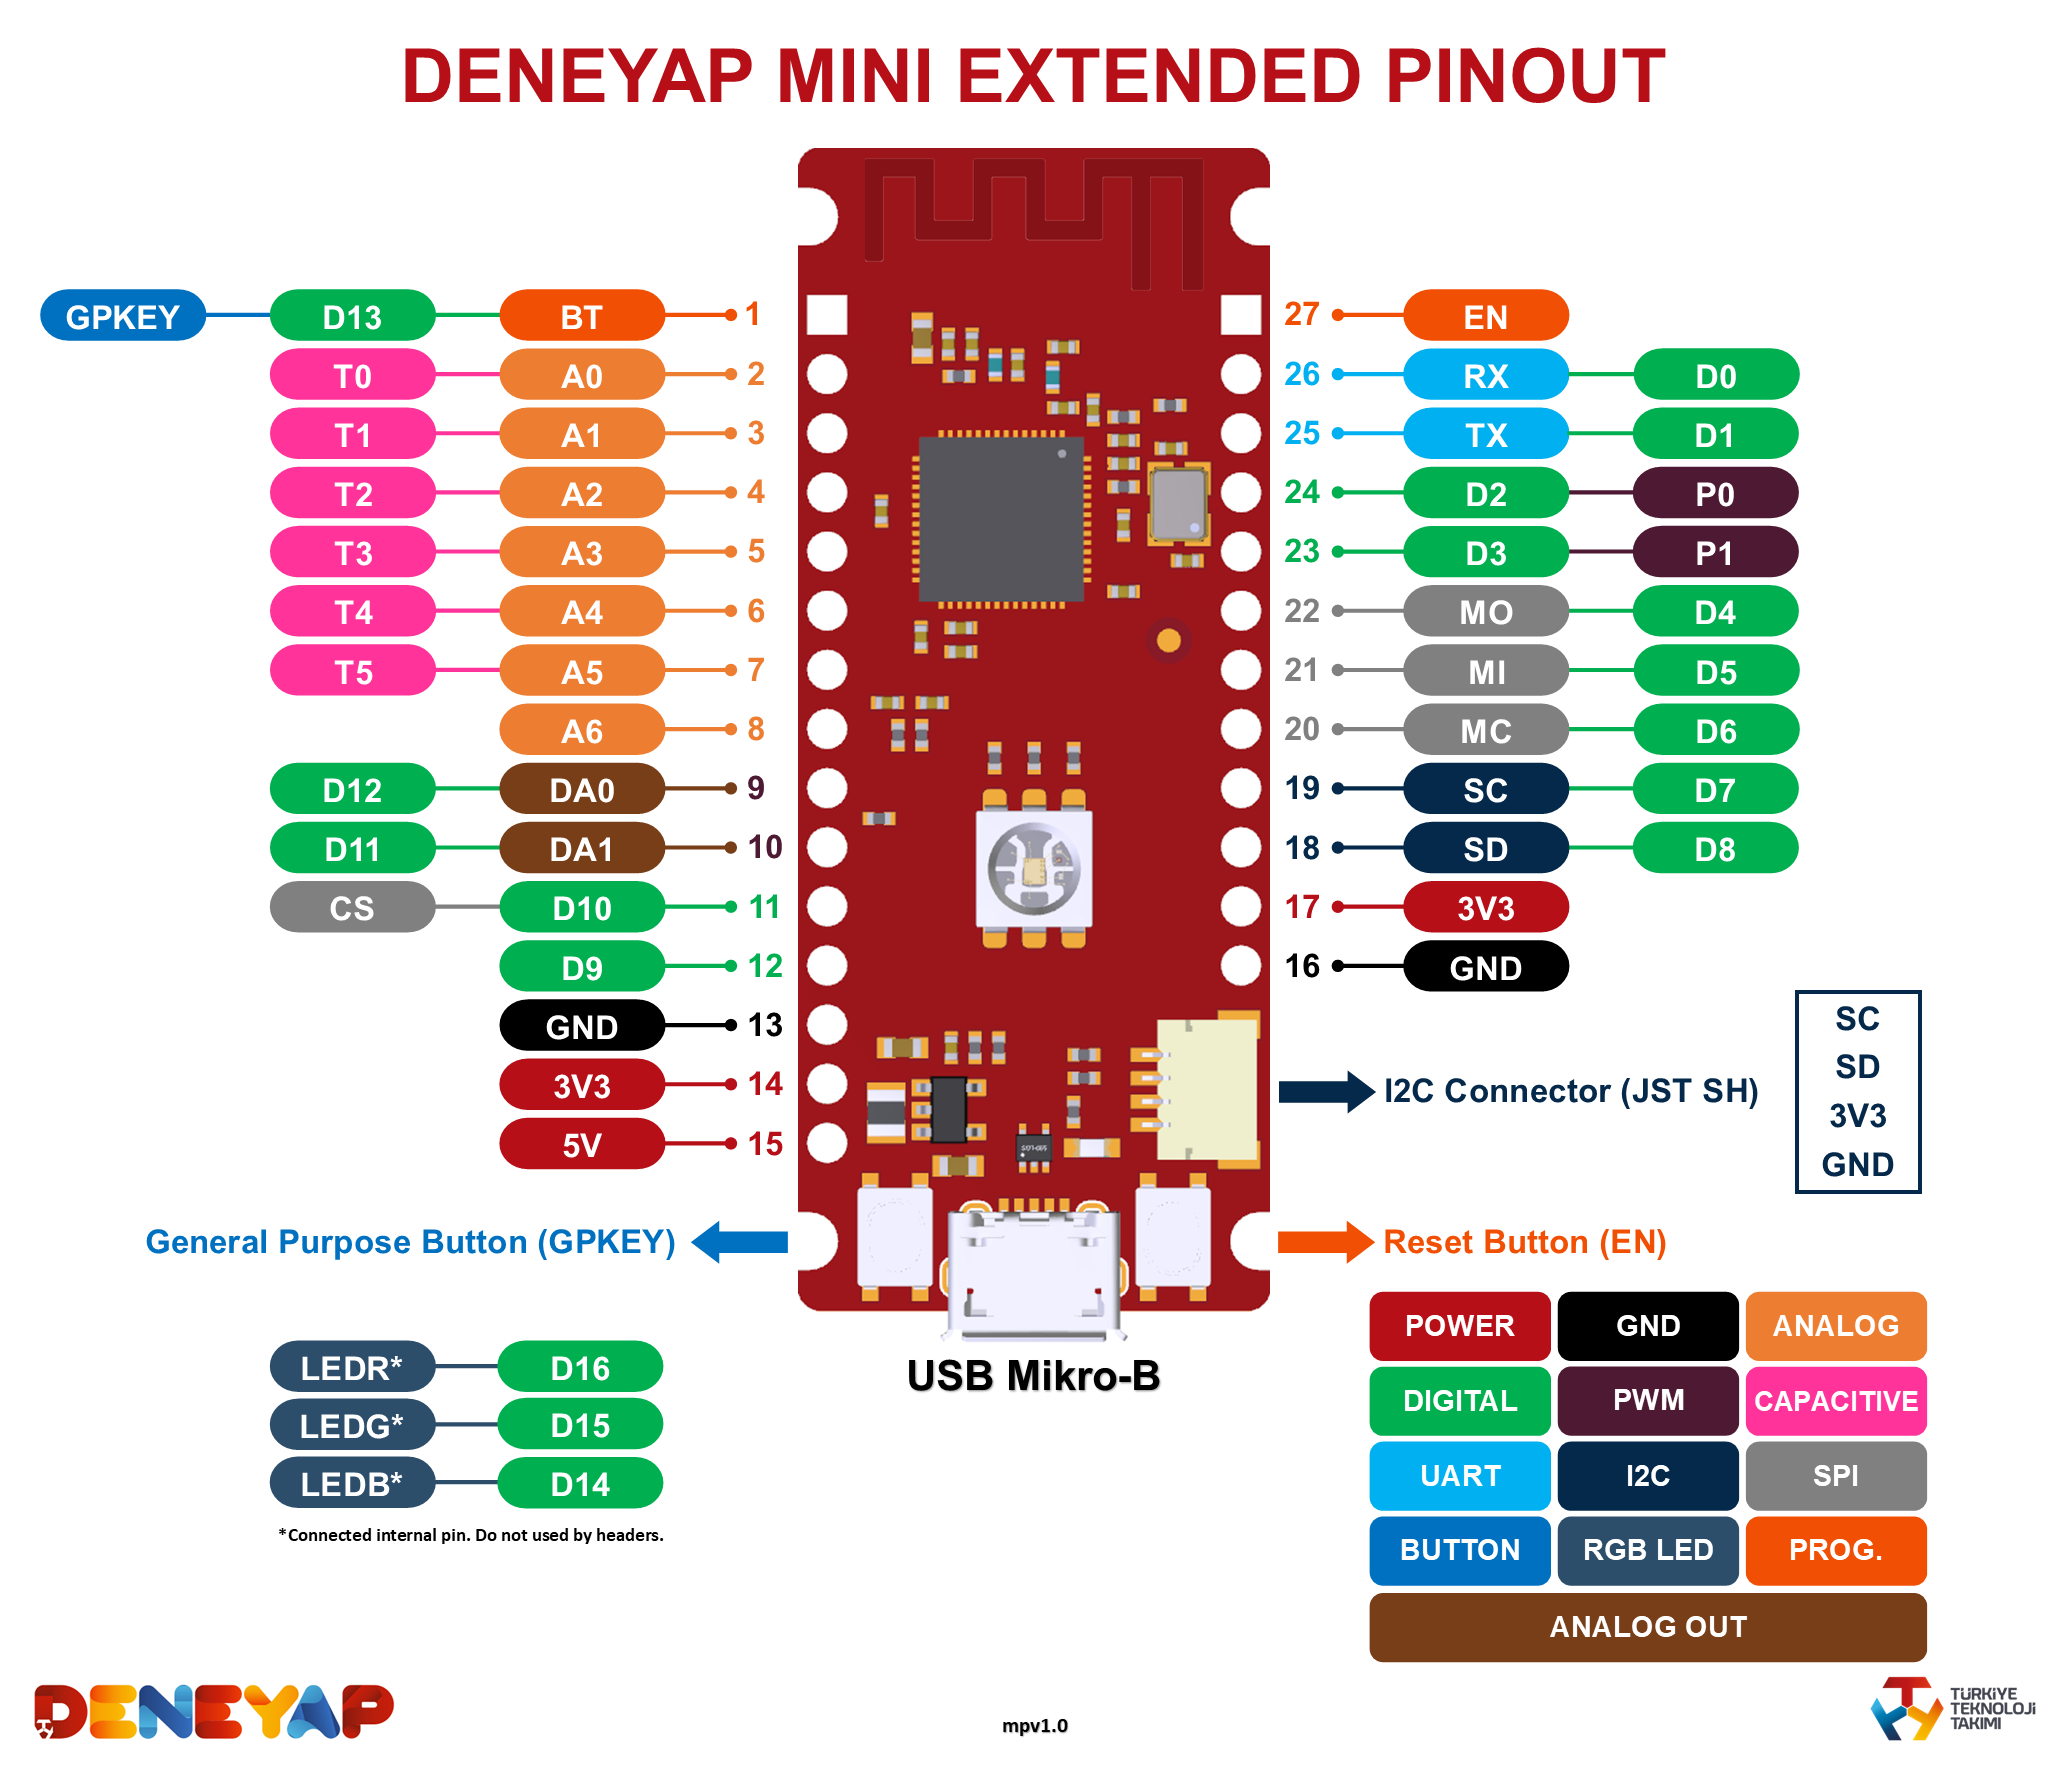 DENEYAP MINI EXTENDED PINOUT
GPKEY D13 BT 1
T0 A0 2
T1 A1 3
T2 A2 4
T3 A3 5
T4 A4 6
T5 A5 7
A6 8
D12 DA0 9
D11 DA1 10
CS D10 11
D9 12
GND 13
3V3 14
5V 15
27 EN
26 RX D0
25 TX D1
24 D2 P0
23 D3 P1
22 MO D4
21 MI D5
20 MC D6
19 SC D7
18 SD D8
17 3V3
16 GND
I2C Connector (JST SH)
SC
SD
3V3
GND
General Purpose Button (GPKEY)
Reset Button (EN)
USB Mikro-B
LEDR* D16
LEDG* D15
LEDB* D14
*Connected internal pin. Do not used by headers.
POWER GND ANALOG
DIGITAL PWM CAPACITIVE
UART I2C SPI
BUTTON RGB LED PROG.
ANALOG OUT
DENEYAP
mpv1.0
TÜRKİYE
TEKNOLOJİ
TAKIMI